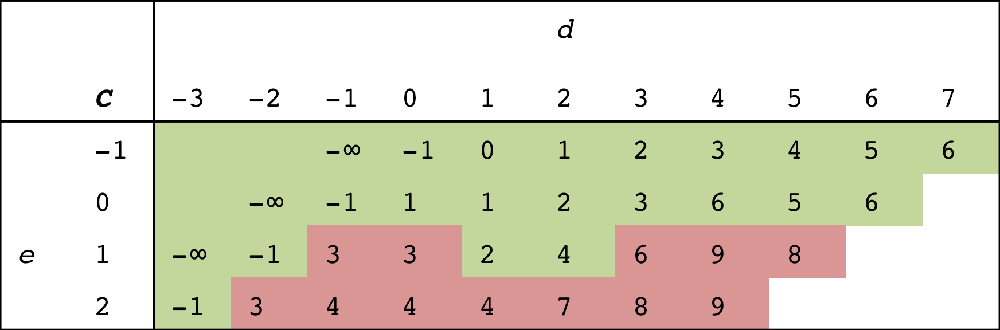 d
C -3 -2 -1 0 1 2 3 4 5 6 7
-1 -∞ -1 0 1 2 3 4 5 6
0 -∞ -1 1 1 2 3 6 5 6
e 1 -∞ -1 3 3 2 4 6 9 8
2 -1 3 4 4 4 7 8 9